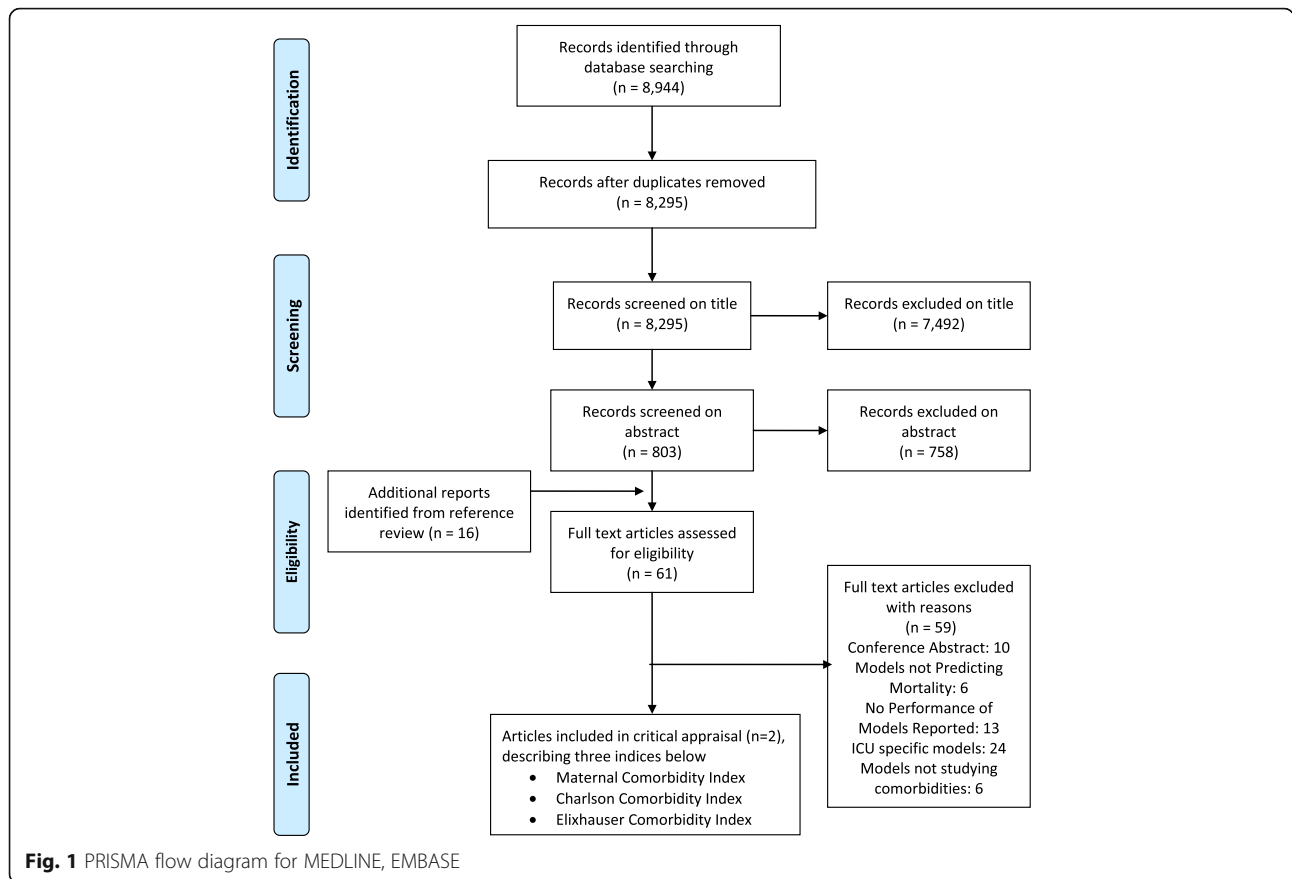 Identification
Records identified through
database searching
(n = 8,944)
Records after duplicates removed
(n = 8,295)
Screening
Records screened on title
(n = 8,295)
Records excluded on title
(n = 7,492)
Records screened on
abstract
(n = 803)
Records excluded on
abstract
(n = 758)
Eligibility
Additional reports
identified from reference
review (n = 16)
Full text articles assessed
for eligibility
(n = 61)
Full text articles excluded
with reasons
(n = 59)
Conference Abstract: 10
Models not Predicting
Mortality: 6
No Performance of
Models Reported: 13
ICU specific models: 24
Models not studying
comorbidities: 6
Included
Articles included in critical appraisal (n=2),
describing three indices below
• Maternal Comorbidity Index
• Charlson Comorbidity Index
• Elixhauser Comorbidity Index
Fig. 1 PRISMA flow diagram for MEDLINE, EMBASE